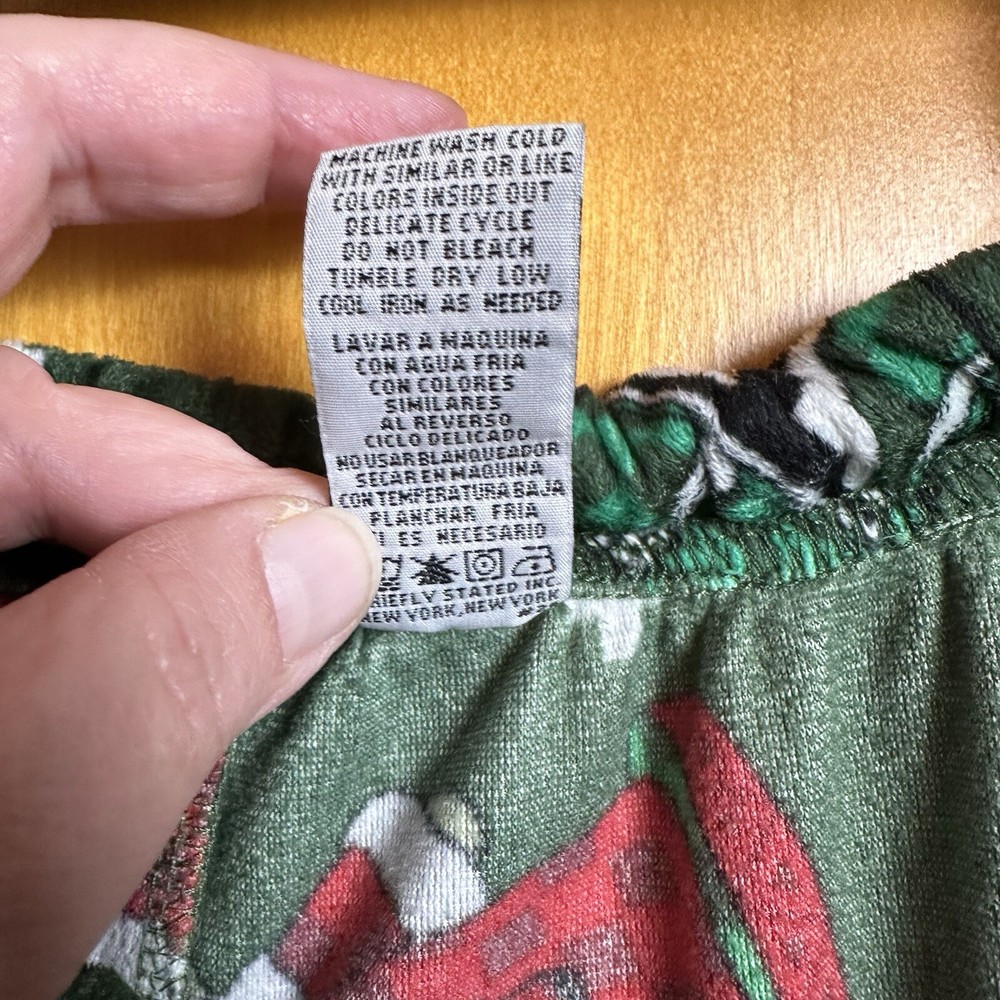 MACHINE WASH COLD
WITH SIMILAR OR LIKE
COLORS INSIDE OUT
DELICATE CYCLE
DO NOT BLEACH
TUMBLE DRY LOW
COOL IRON AS NEEDED
LAVAR A MAQUINA
CON AGUA FRIA
CON COLORES
SIMILARES
AL REVERSO
CICLO DELICADO
NO USAR BLANQUEADOR
SECAR EN MAQUINA
CON TEMPERATURA BAJA
PLANCHAR FRIA
I ES NECESARIO
IEFLY STATED INC
NEW YORK, NEW YORK